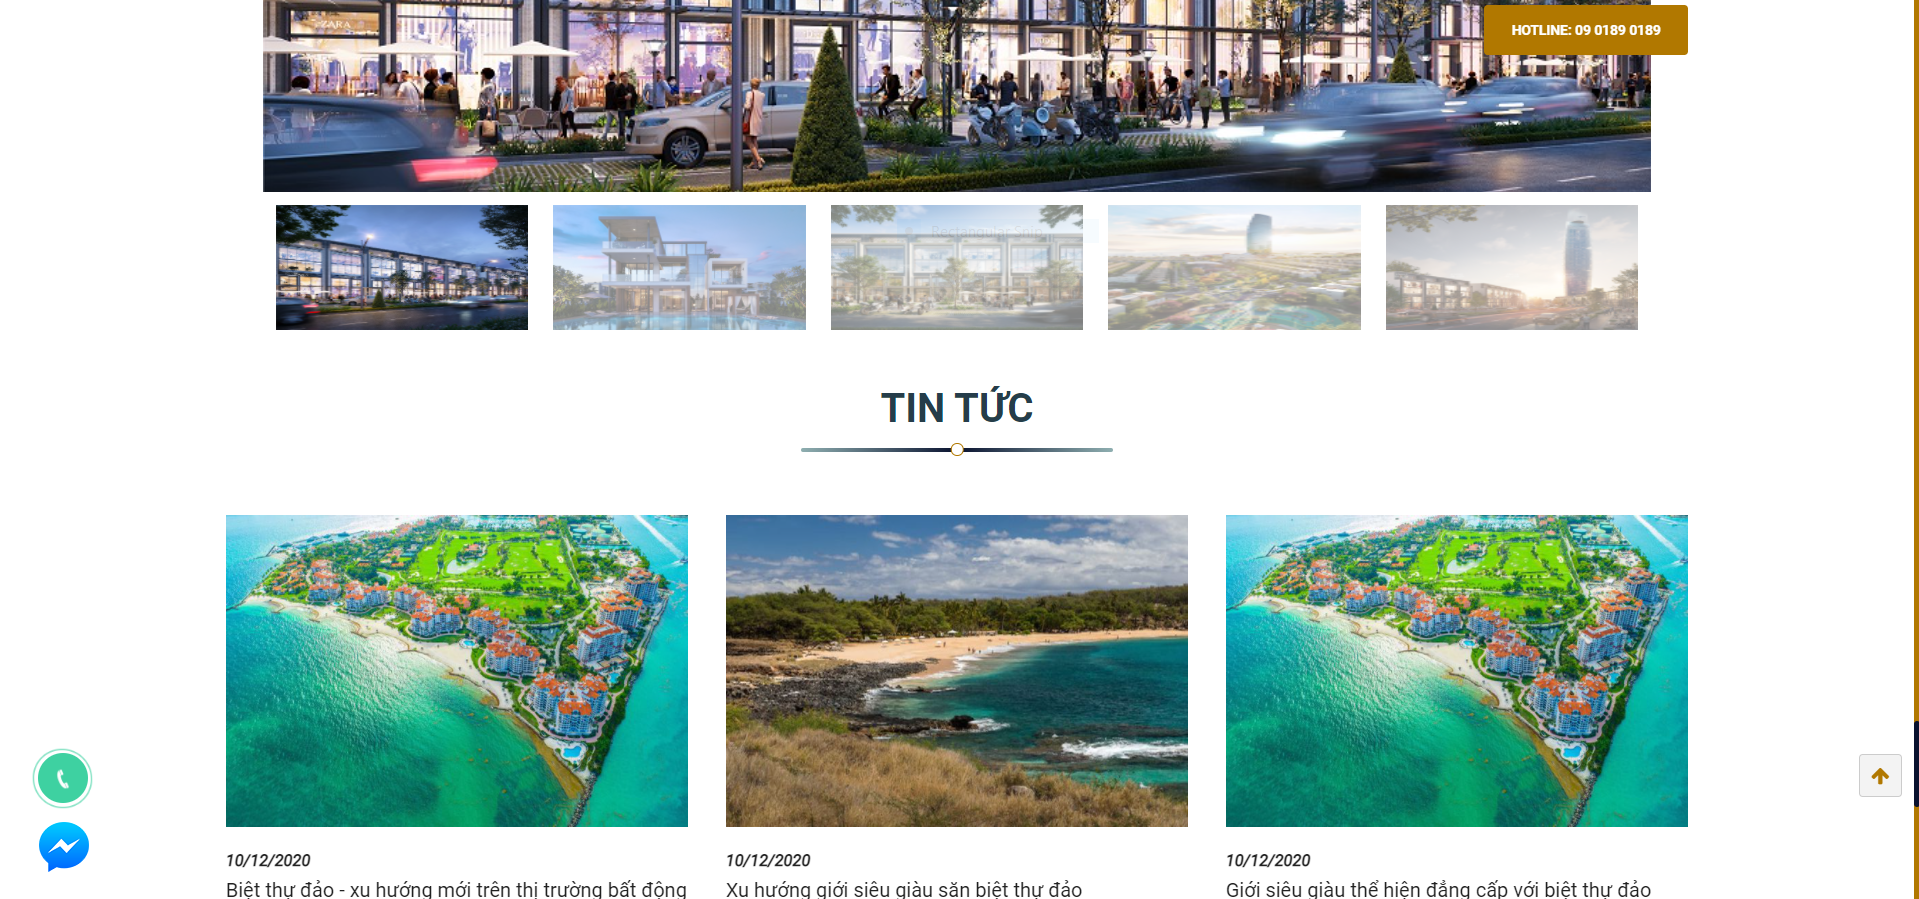 ZARA
HOTLINE: 09 0189 0189
Rectangular Snip
TIN TỨC
10/12/2020
Biệt thự đảo - xu hướng mới trên thị trường bất động
10/12/2020
Xu hướng giới siêu giàu săn biệt thự đảo
10/12/2020
Giới siêu giàu thể hiện đẳng cấp với biệt thự đảo